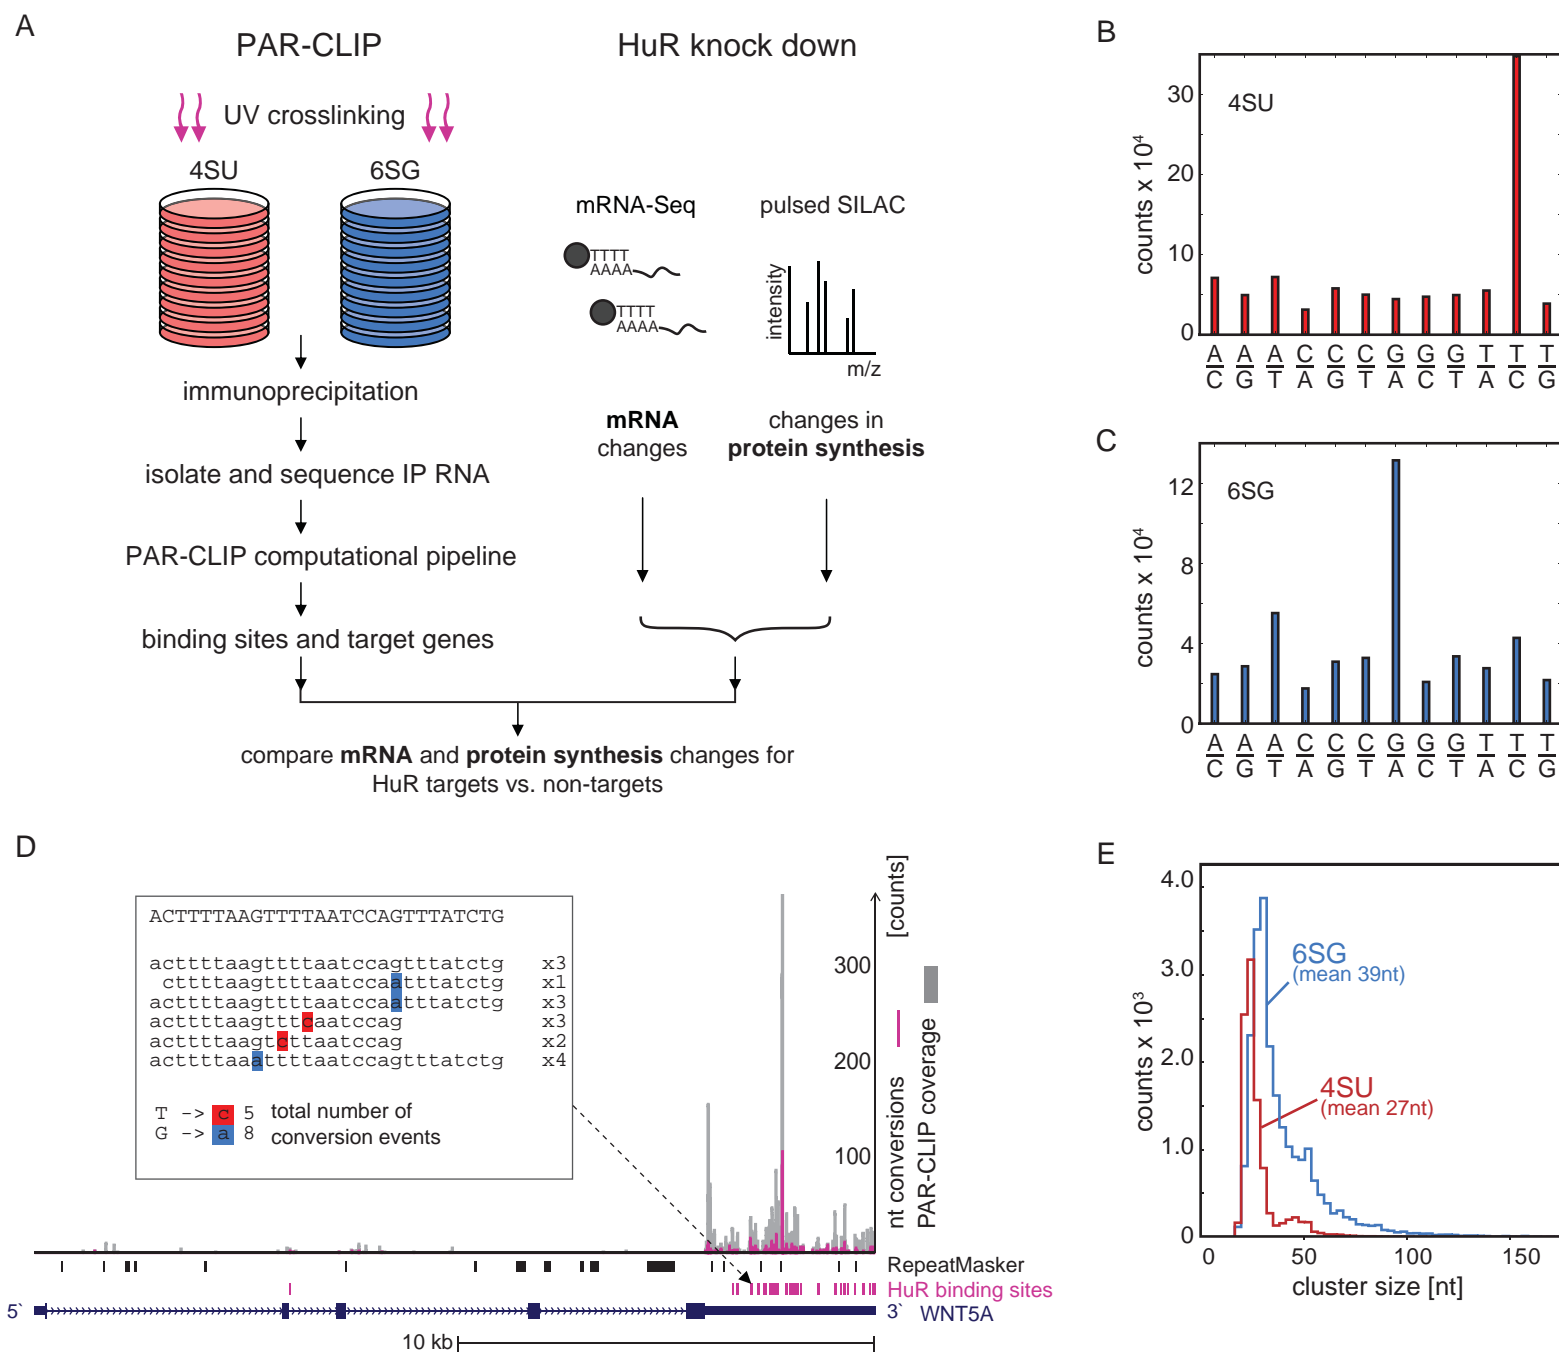 A
PAR-CLIP
HuR knock down
UV crosslinking
4SU
6SG
mRNA-Seq
pulsed SILAC
TTTT
AAAA
TTTT
AAAA
intensity
m/z
immunoprecipitation
mRNA
changes
changes in
protein synthesis
isolate and sequence IP RNA
PAR-CLIP computational pipeline
binding sites and target genes
compare mRNA and protein synthesis changes for
HuR targets vs. non-targets
B
4SU
counts x 10⁴
30
20
10
0
A A A C C C G G G T T T
C G T A G T A C T A C G
C
6SG
counts x 10⁴
12
8
4
0
A A A C C C G G G T T T
C G T A G T A C T A C G
D
ACTTTTAAGTTTTAATCCAGTTTATCTG
acttttaagttttaatccagtttatctg x3
cttttaagttttaatccaatttatctg x1
acttttaagttttaatccaatttatctg x3
acttttaagtttcaatccag x3
acttttaagtcttaatccag x2
acttttaaattttaatccagtttatctg x4
T -> c 5 total number of
G -> a 8 conversion events
[counts]
300
200
100
nt conversions
PAR-CLIP coverage
RepeatMasker
HuR binding sites
5` 3` WNT5A
10 kb
E
counts x 10³
4.0
3.0
2.0
1.0
0
6SG
(mean 39nt)
4SU
(mean 27nt)
0 50 100 150
cluster size [nt]